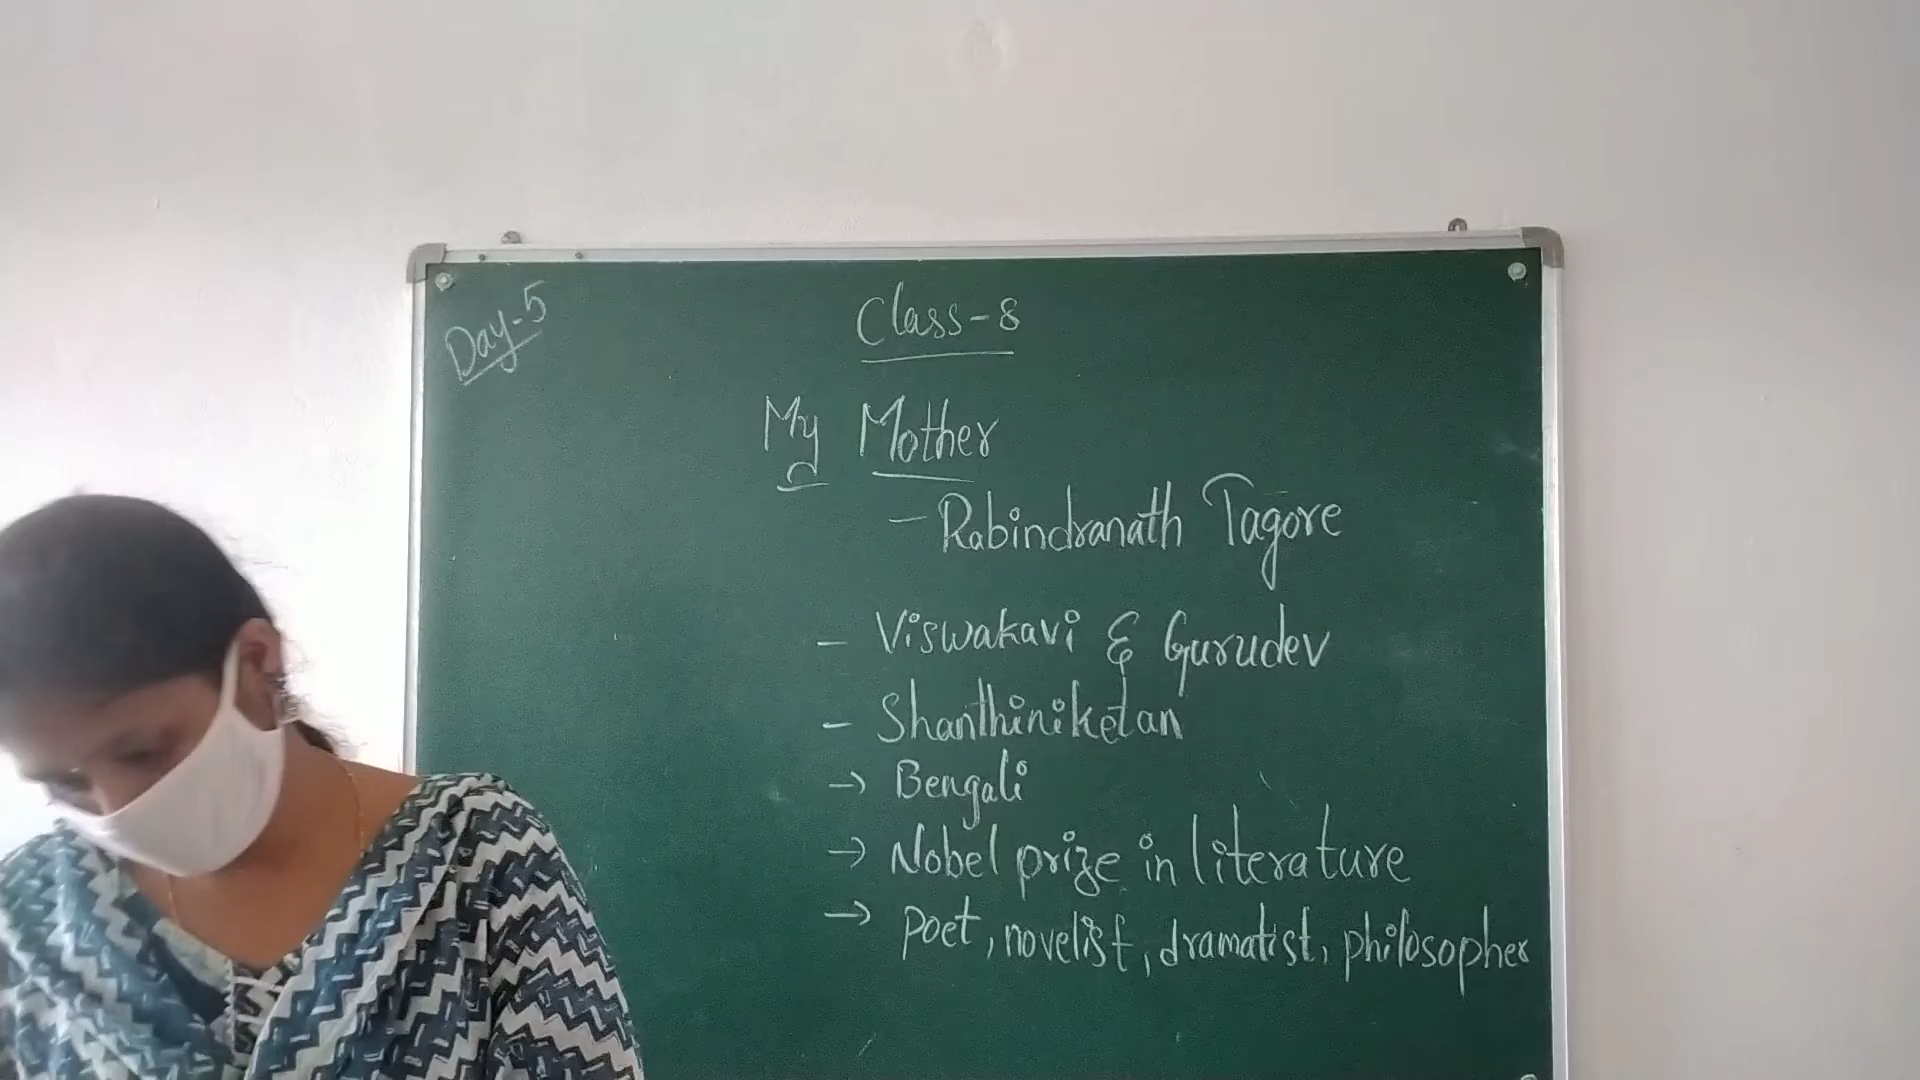 Day-5
Class-8
My Mother
- Rabindranath Tagore
- Viswakavi & Gurudev
- Shanthiniketan
→ Bengali
→ Nobel prize in literature
→ Poet, novelist, dramatist, philosopher